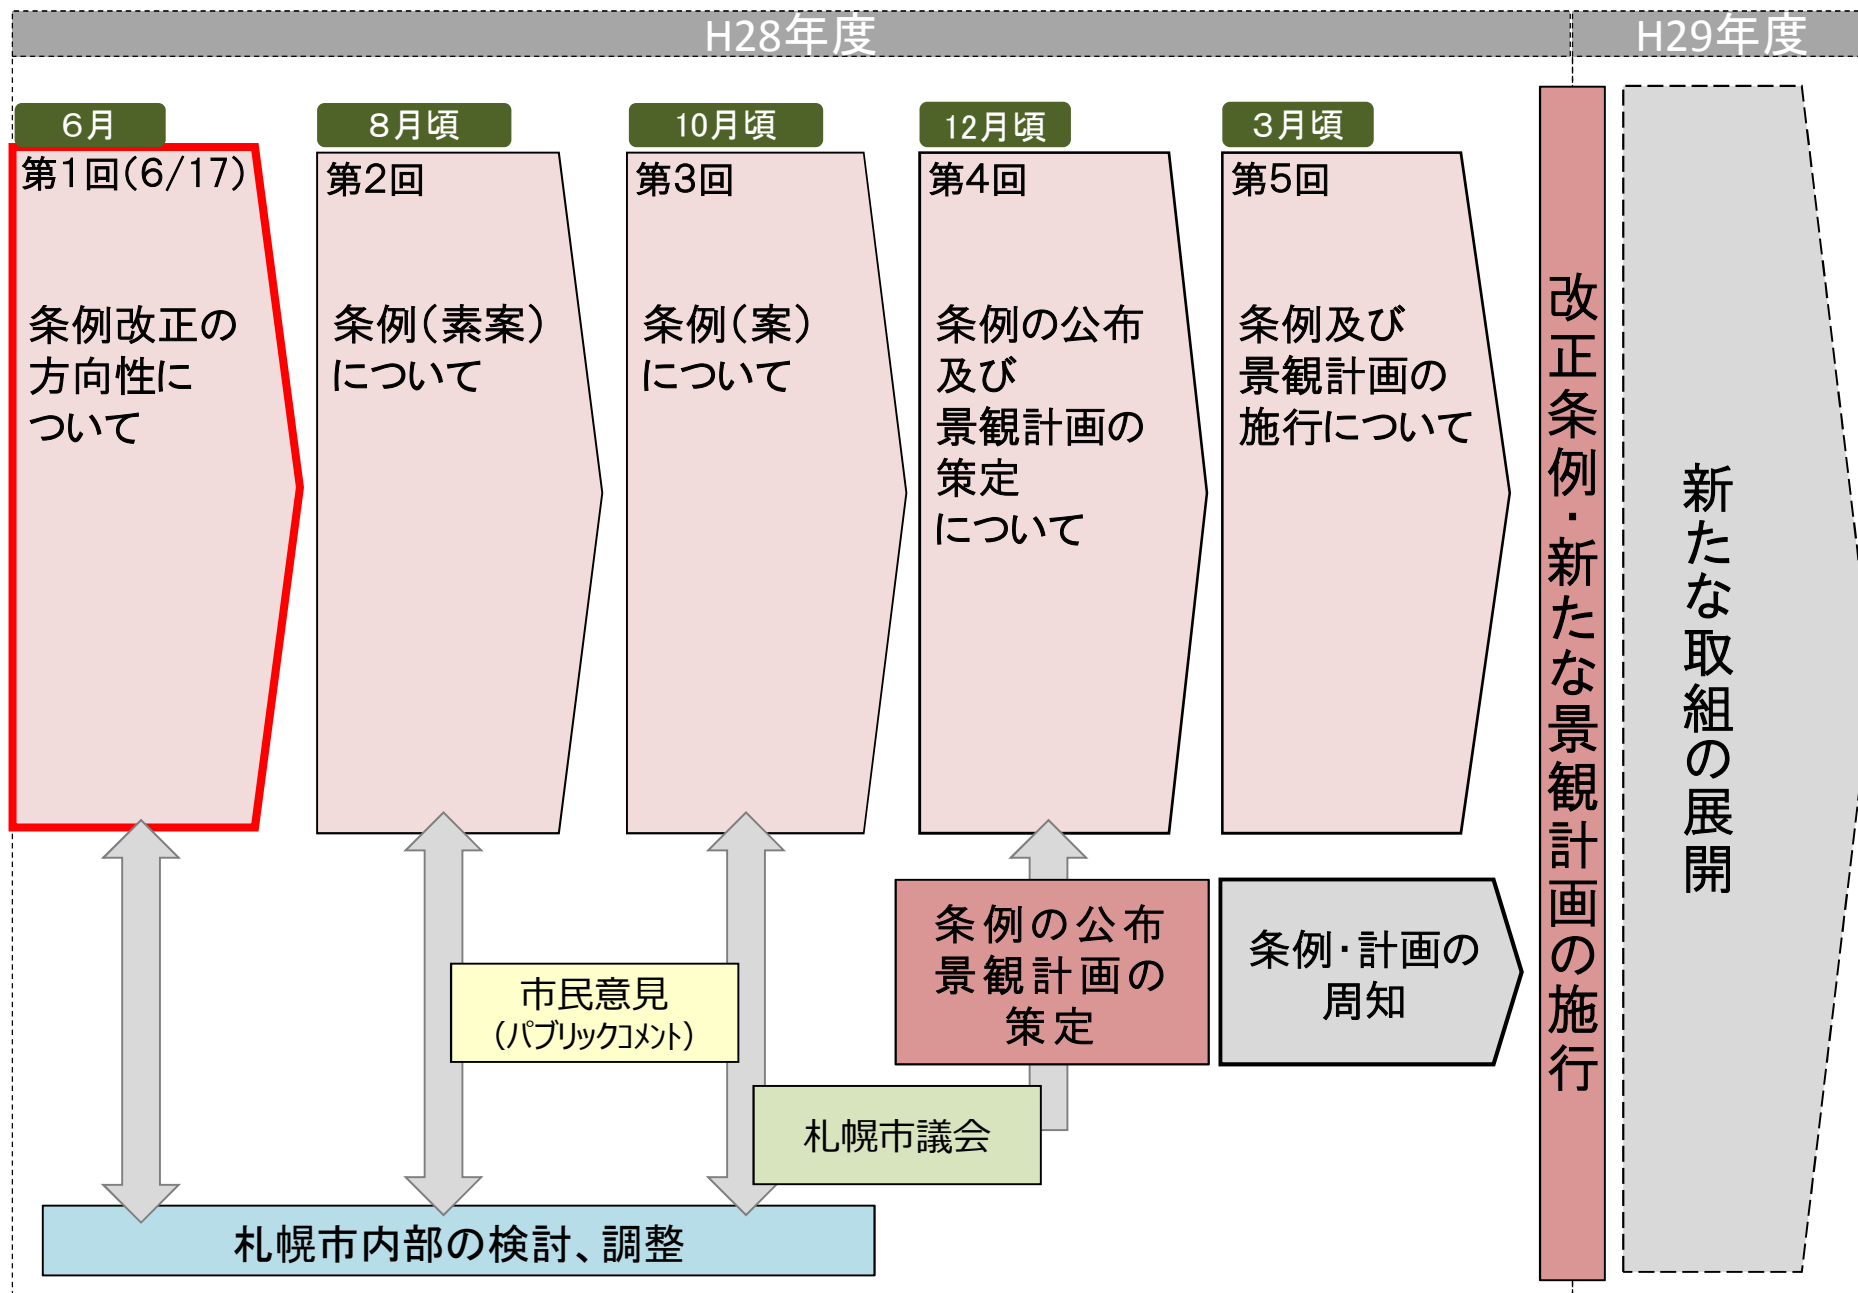 H28年度
H29年度
６月
８月頃
10月頃
12月頃
３月頃
第１回(６/17)
条例改正の
方向性に
ついて
第２回
条例（素案）
について
第３回
条例（案）
について
第４回
条例の公布
及び
景観計画の
策定
について
第５回
条例及び
景観計画の
施行について
改正条例・新たな景観計画の施行
新たな取組の展開
条例の公布
景観計画の
策定
条例・計画の
周知
市民意見
（パブリックコメント）
札幌市議会
札幌市内部の検討、調整